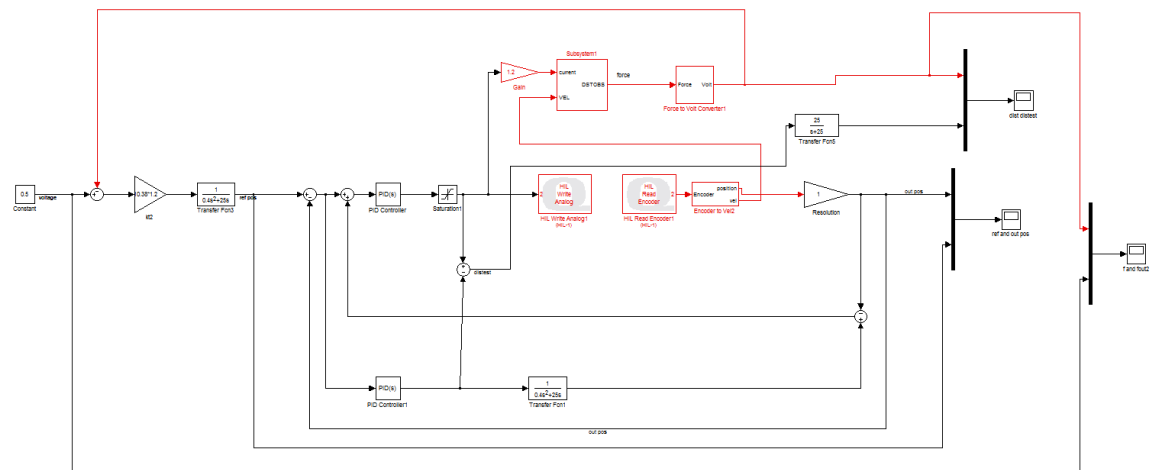 Subsystem1
current
VEL
DSTOBS
1.2
Gain
force
Force
Volt
Force to Volt Converter1
dist distest
25
s+25
Transfer Fcn5
0.5
Constant
voltage
0.38*1.2
kt2
1
0.4s²+25s
Transfer Fcn3
ref pos
PID(s)
PID Controller
Saturation1
2
HIL
Write
Analog
HIL Write Analog1
(HIL-1)
HIL
Read
Encoder
2
HIL Read Encoder1
(HIL-1)
Encoder
position
vel
Encoder to Vel2
1
Resolution
out pos
ref and out pos
f and fout2
distest
PID(s)
PID Controller1
1
0.4s²+25s
Transfer Fcn1
out pos